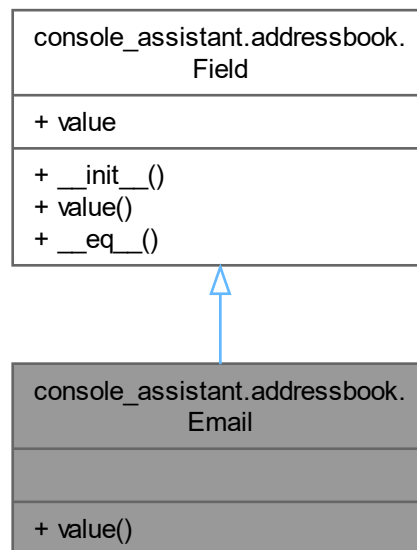 console_assistant.addressbook.
Field
+ value
+ __init__()
+ value()
+ __eq__()
console_assistant.addressbook.
Email
+ value()